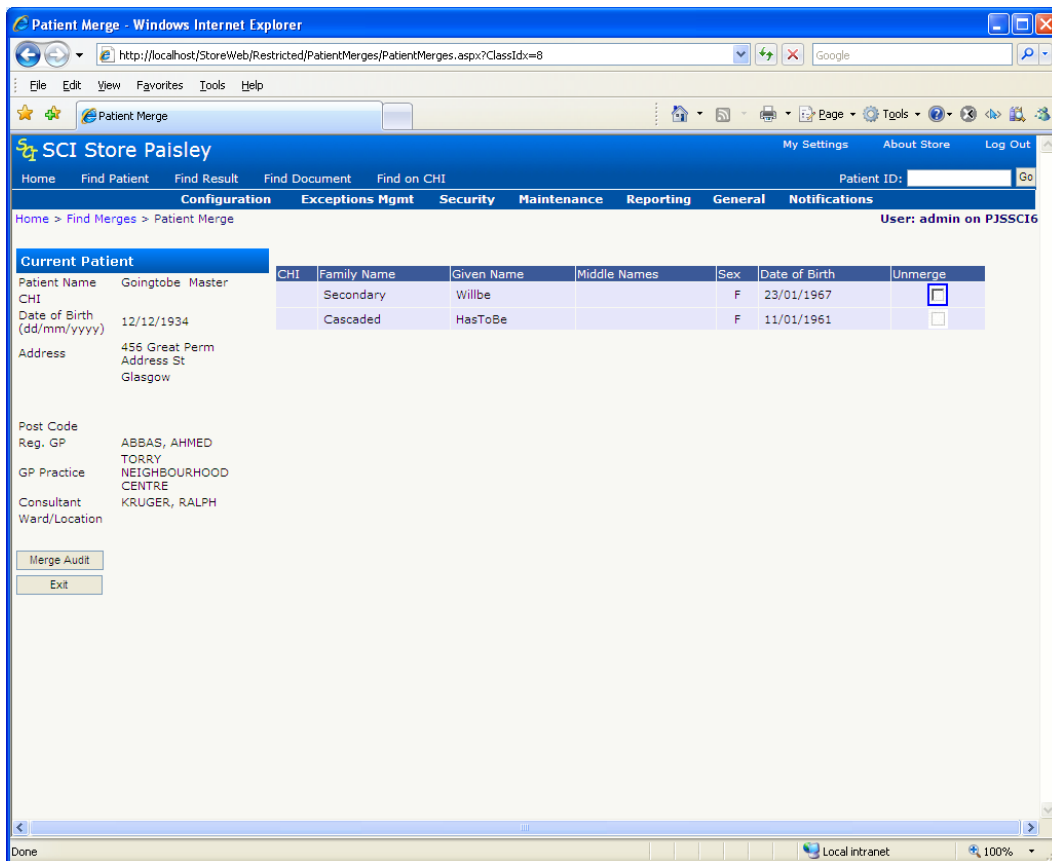 Patient Merge - Windows Internet Explorer
http://localhost/StoreWeb/Restricted/PatientMerges/PatientMerges.aspx?ClassIdx=8
Google
File Edit View Favorites Tools Help
Patient Merge
Page Tools
SCI Store Paisley
My Settings About Store Log Out
Home Find Patient Find Result Find Document Find on CHI
Patient ID: Go
Configuration Exceptions Mgmt Security Maintenance Reporting General Notifications
Home > Find Merges > Patient Merge
User: admin on PJSSCI6
Current Patient
Patient Name Goingtobe Master
CHI
Date of Birth
(dd/mm/yyyy) 12/12/1934
Address 456 Great Perm
Address St
Glasgow
Post Code
Reg. GP ABBAS, AHMED
GP Practice TORRY
NEIGHBOURHOOD
CENTRE
Consultant KRUGER, RALPH
Ward/Location
Merge Audit
Exit
CHI Family Name Given Name Middle Names Sex Date of Birth Unmerge
Secondary Willbe F 23/01/1967
Cascaded HasToBe F 11/01/1961
Done
Local intranet
100%